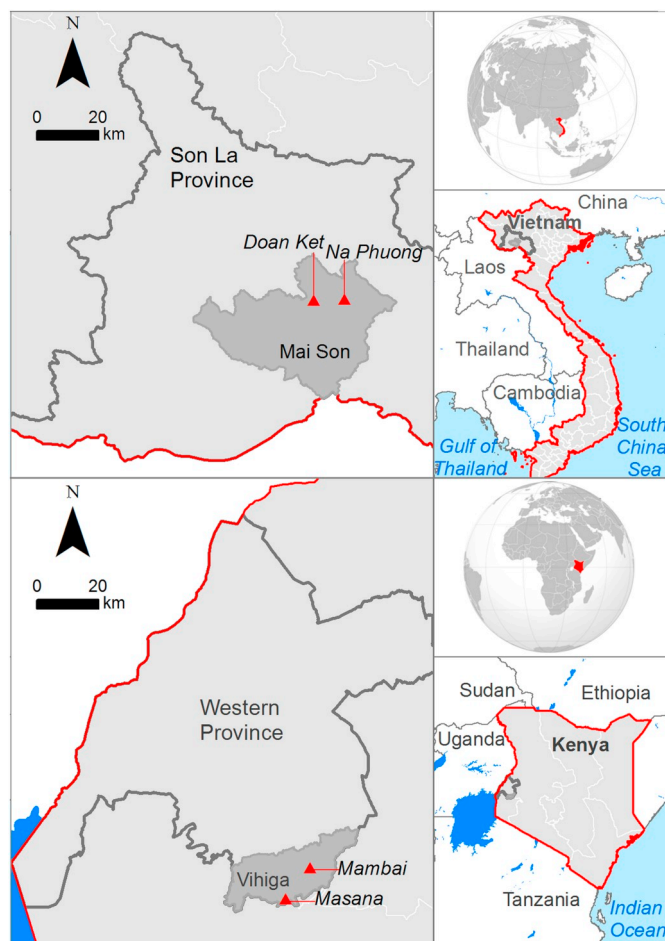 N
0 20
km
Son La
Province
Doan Ket
Na Phuong
Mai Son
China
Vietnam
Laos
Thailand
Cambodia
Gulf of
Thailand
South
China
Sea
N
0 20
km
Western
Province
Vihiga
Mambai
Masana
Sudan
Ethiopia
Uganda
Kenya
Tanzania
Indian
Ocean